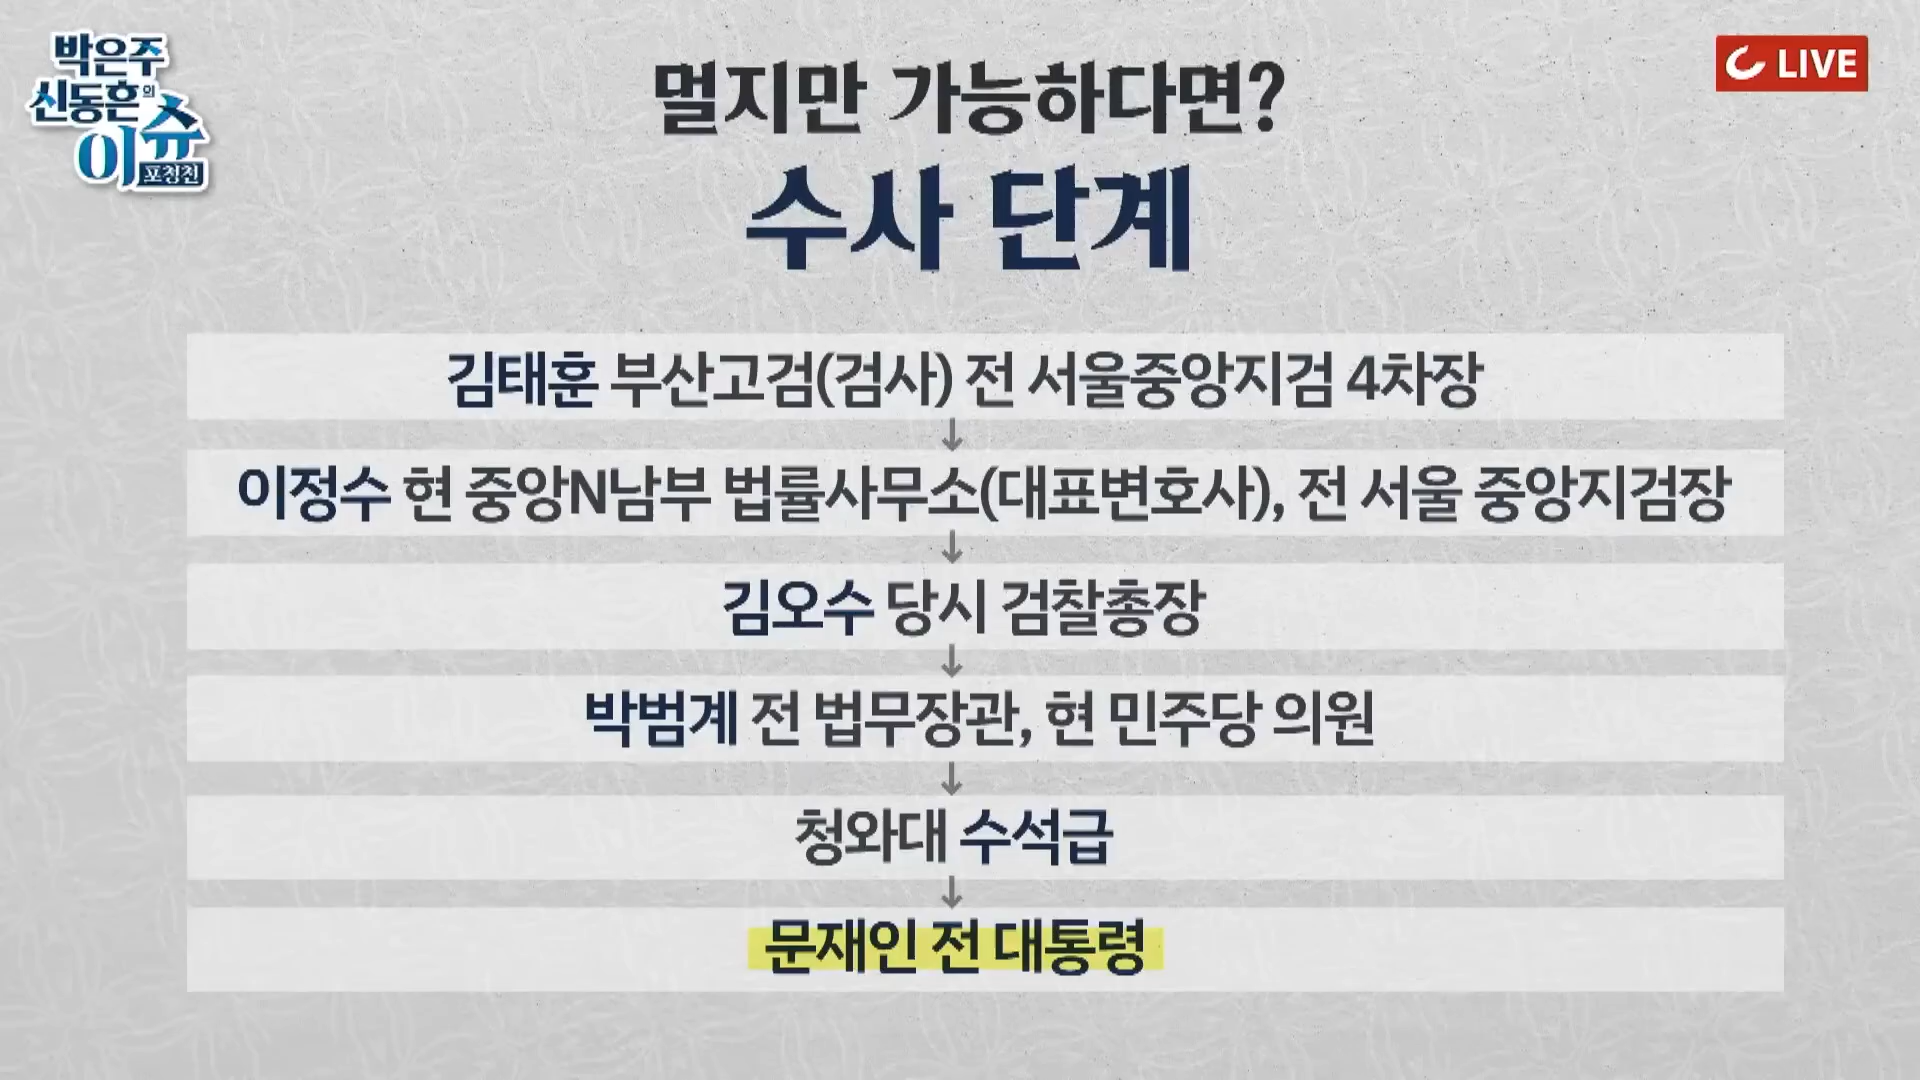 박은주
신동흔의
이슈
포청천
LIVE
멀지만 가능하다면?
수사 단계
김태훈 부산고검(검사) 전 서울중앙지검 4차장
↓
이정수 현 중앙N남부 법률사무소(대표변호사), 전 서울 중앙지검장
↓
김오수 당시 검찰총장
↓
박범계 전 법무장관, 현 민주당 의원
↓
청와대 수석급
↓
문재인 전 대통령